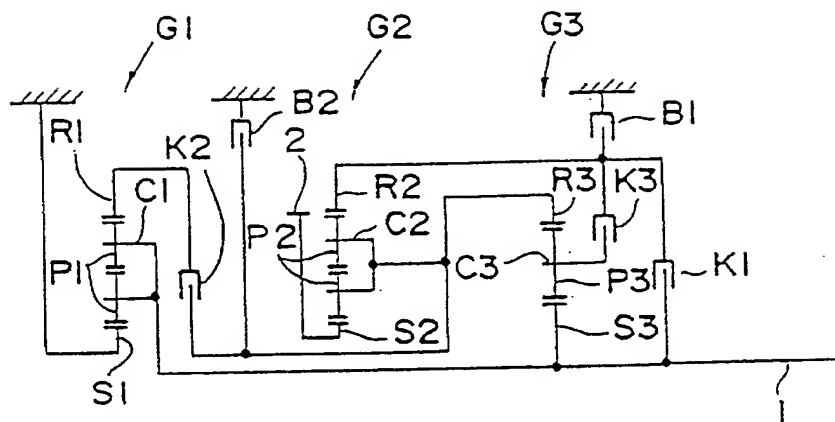 G1 G2 G3
B2 B1
R1 K2 2
C1 R2 R3 K3
P1 P2 C2 C3 P3 K1
S1 S2 S3
1